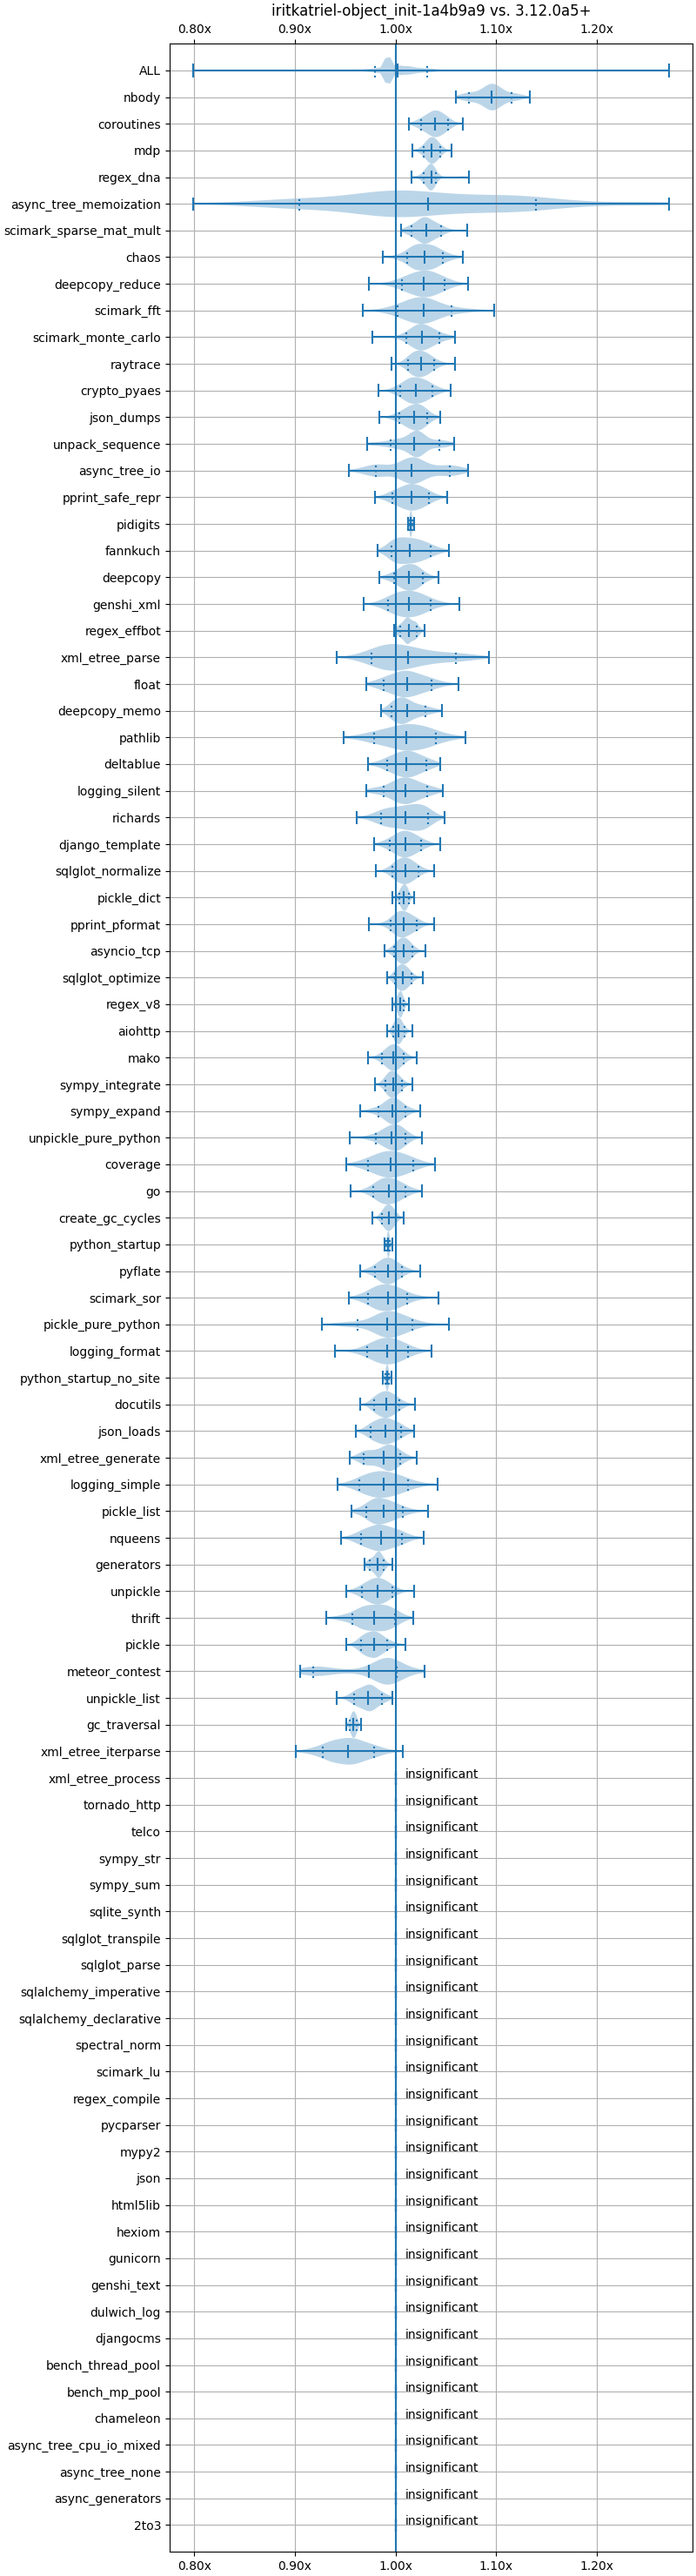 iritkatriel-object_init-1a4b9a9 vs. 3.12.0a5+
0.80x 0.90x 1.00x 1.10x 1.20x
ALL
nbody
coroutines
mdp
regex_dna
async_tree_memoization
scimark_sparse_mat_mult
chaos
deepcopy_reduce
scimark_fft
scimark_monte_carlo
raytrace
crypto_pyaes
json_dumps
unpack_sequence
async_tree_io
pprint_safe_repr
pidigits
fannkuch
deepcopy
genshi_xml
regex_effbot
xml_etree_parse
float
deepcopy_memo
pathlib
deltablue
logging_silent
richards
django_template
sqlglot_normalize
pickle_dict
pprint_pformat
asyncio_tcp
sqlglot_optimize
regex_v8
aiohttp
mako
sympy_integrate
sympy_expand
unpickle_pure_python
coverage
go
create_gc_cycles
python_startup
pyflate
scimark_sor
pickle_pure_python
logging_format
python_startup_no_site
docutils
json_loads
xml_etree_generate
logging_simple
pickle_list
nqueens
generators
unpickle
thrift
pickle
meteor_contest
unpickle_list
gc_traversal
xml_etree_iterparse
xml_etree_process insignificant
tornado_http insignificant
telco insignificant
sympy_str insignificant
sympy_sum insignificant
sqlite_synth insignificant
sqlglot_transpile insignificant
sqlglot_parse insignificant
sqlalchemy_imperative insignificant
sqlalchemy_declarative insignificant
spectral_norm insignificant
scimark_lu insignificant
regex_compile insignificant
pycparser insignificant
mypy2 insignificant
json insignificant
html5lib insignificant
hexiom insignificant
gunicorn insignificant
genshi_text insignificant
dulwich_log insignificant
djangocms insignificant
bench_thread_pool insignificant
bench_mp_pool insignificant
chameleon insignificant
async_tree_cpu_io_mixed insignificant
async_tree_none insignificant
async_generators insignificant
2to3 insignificant
0.80x 0.90x 1.00x 1.10x 1.20x